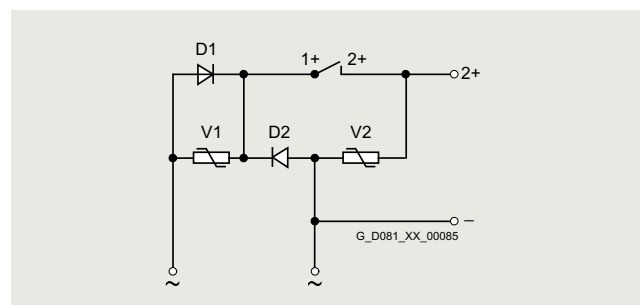 D1
1+ 2+
2+
V1 D2 V2
–
G_D081_XX_00085
~ ~